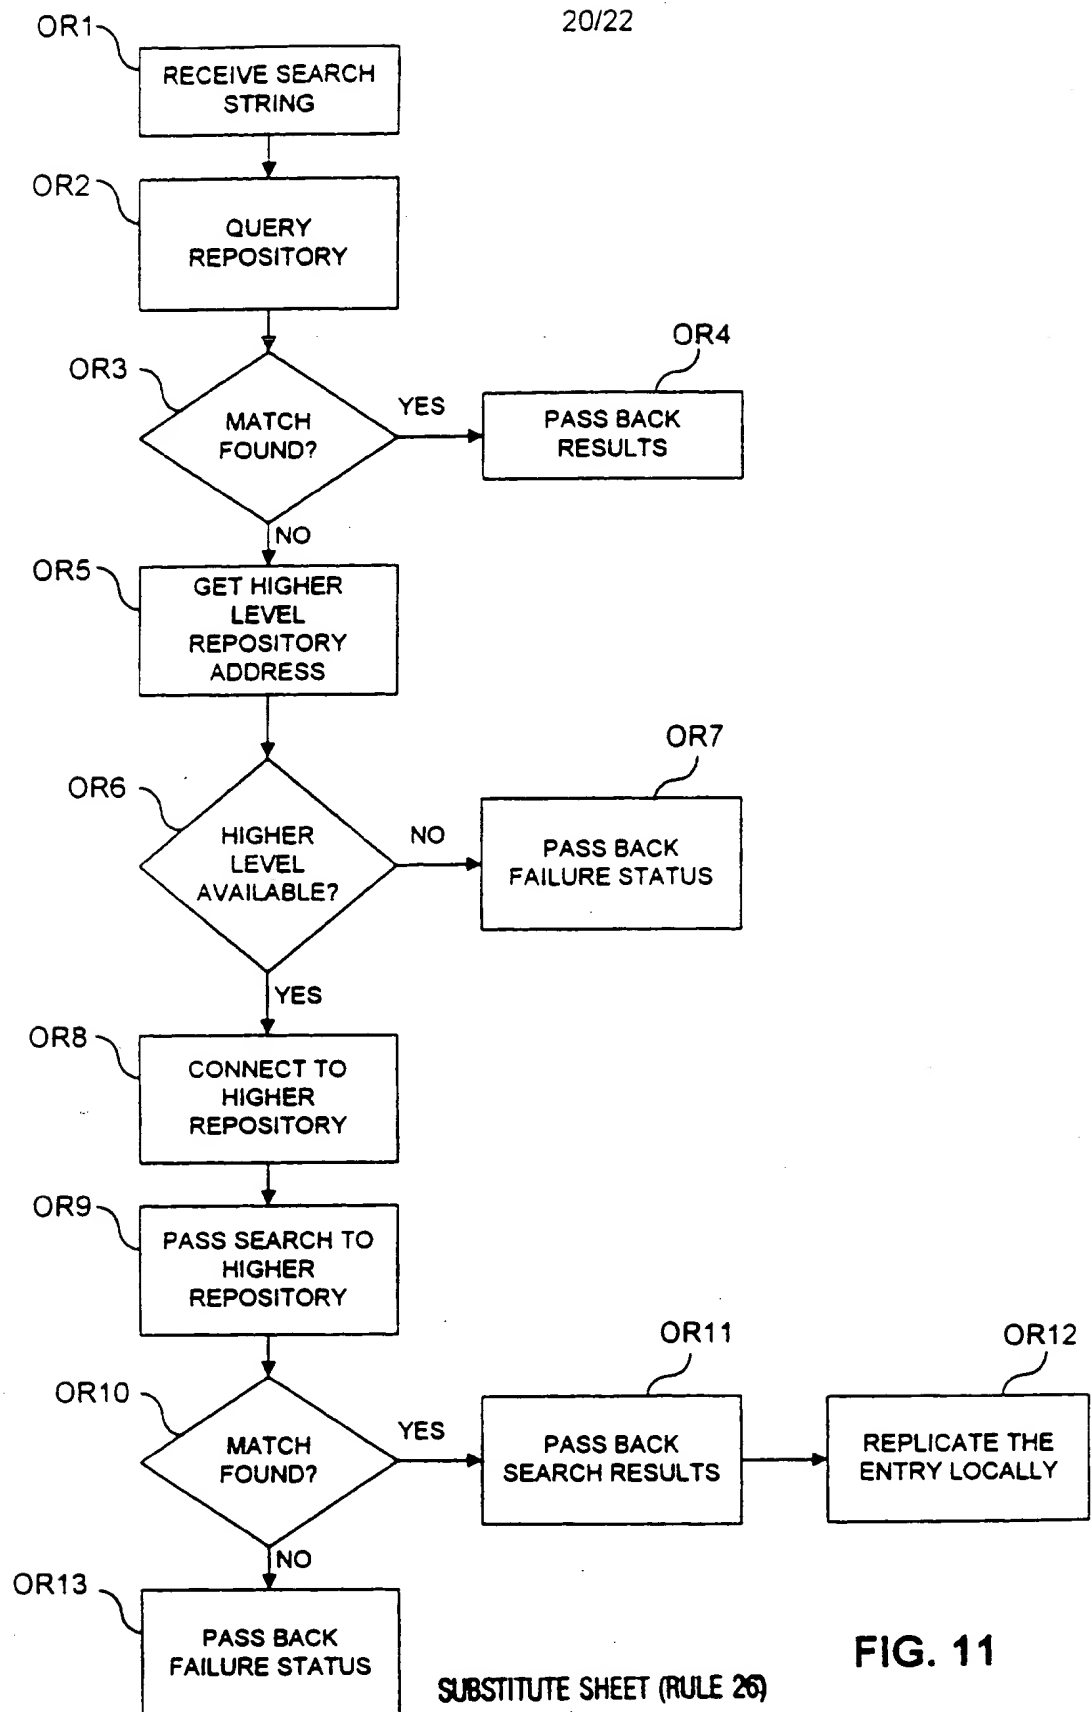 20/22
OR1
RECEIVE SEARCH
STRING
OR2
QUERY
REPOSITORY
OR3
MATCH
FOUND?
YES
OR4
PASS BACK
RESULTS
NO
OR5
GET HIGHER
LEVEL
REPOSITORY
ADDRESS
OR6
HIGHER
LEVEL
AVAILABLE?
NO
OR7
PASS BACK
FAILURE STATUS
YES
OR8
CONNECT TO
HIGHER
REPOSITORY
OR9
PASS SEARCH TO
HIGHER
REPOSITORY
OR10
MATCH
FOUND?
YES
OR11
PASS BACK
SEARCH RESULTS
OR12
REPLICATE THE
ENTRY LOCALLY
NO
OR13
PASS BACK
FAILURE STATUS
FIG. 11
SUBSTITUTE SHEET (RULE 26)